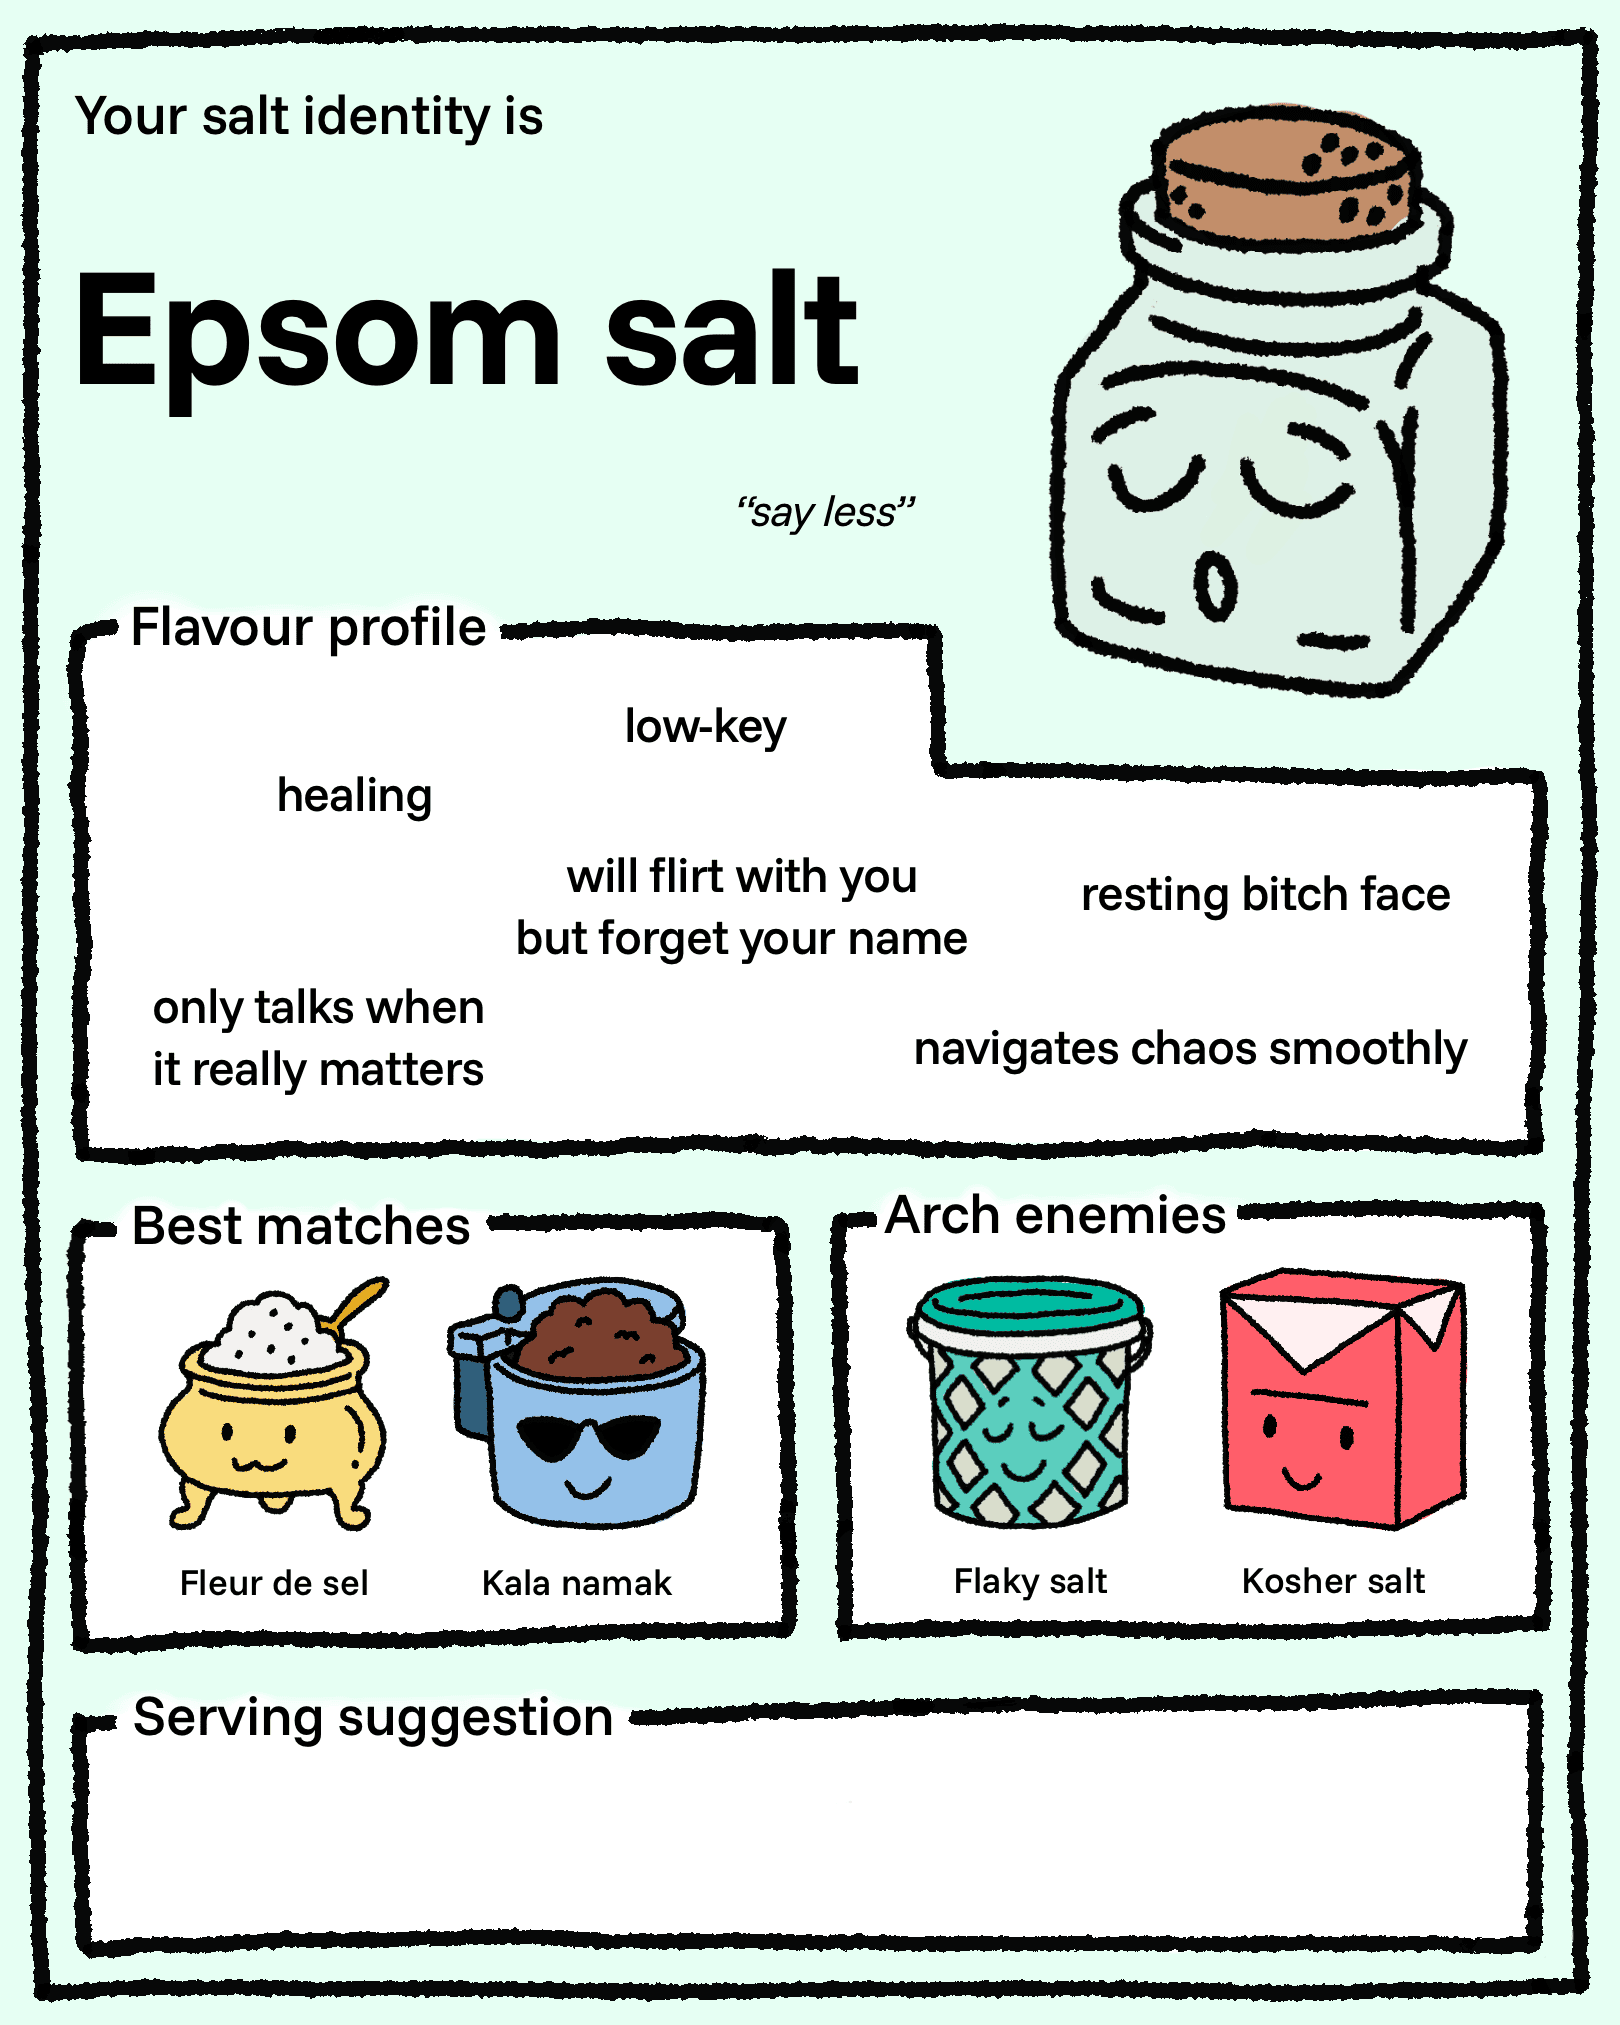 Your salt identity is
Epsom salt
“say less”
Flavour profile
low-key
healing
will flirt with you
but forget your name
resting bitch face
only talks when
it really matters
navigates chaos smoothly
Best matches
Fleur de sel
Kala namak
Arch enemies
Flaky salt
Kosher salt
Serving suggestion